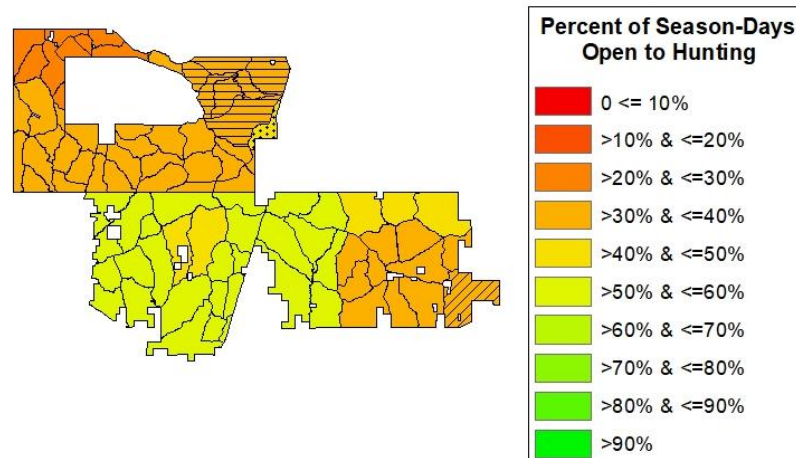 Percent of Season-Days
Open to Hunting
0 <= 10%
>10% & <=20%
>20% & <=30%
>30% & <=40%
>40% & <=50%
>50% & <=60%
>60% & <=70%
>70% & <=80%
>80% & <=90%
>90%